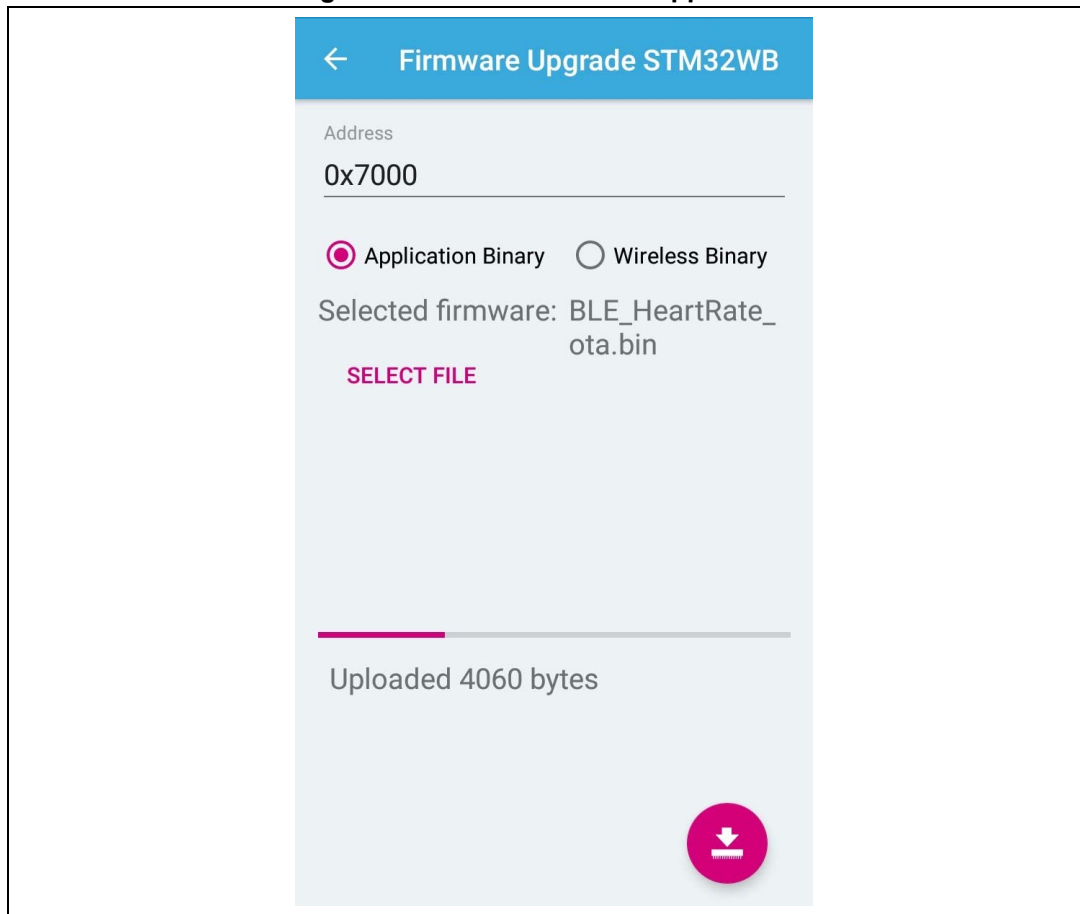 Firmware Upgrade STM32WB
Address
0x7000
Application Binary Wireless Binary
Selected firmware: BLE_HeartRate_
ota.bin
SELECT FILE
Uploaded 4060 bytes